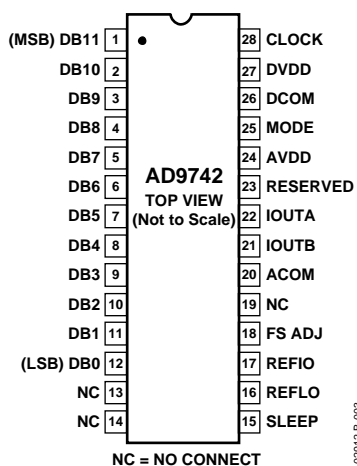 (MSB) DB11 1 28 CLOCK
DB10 2 27 DVDD
DB9 3 26 DCOM
DB8 4 25 MODE
DB7 5 24 AVDD
DB6 6 23 RESERVED
DB5 7 22 IOUTA
DB4 8 21 IOUTB
DB3 9 20 ACOM
DB2 10 19 NC
DB1 11 18 FS ADJ
(LSB) DB0 12 17 REFIO
NC 13 16 REFLO
NC 14 15 SLEEP
AD9742
TOP VIEW
(Not to Scale)
NC = NO CONNECT